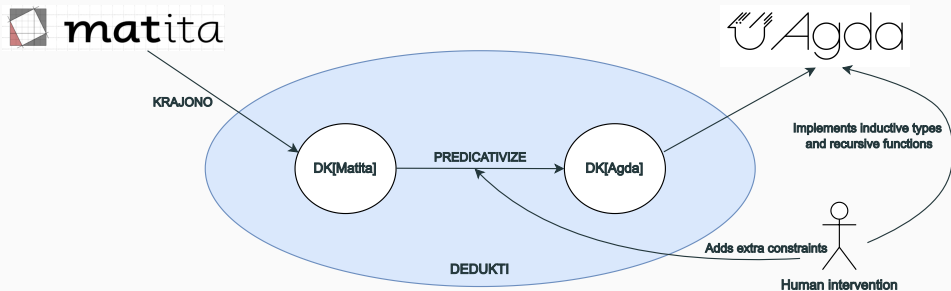 matita
Agda
KRAJONO
Implements inductive types
and recursive functions
PREDICATIVIZE
DK[Matita]
DK[Agda]
Adds extra constraints
DEDUKTI
Human intervention